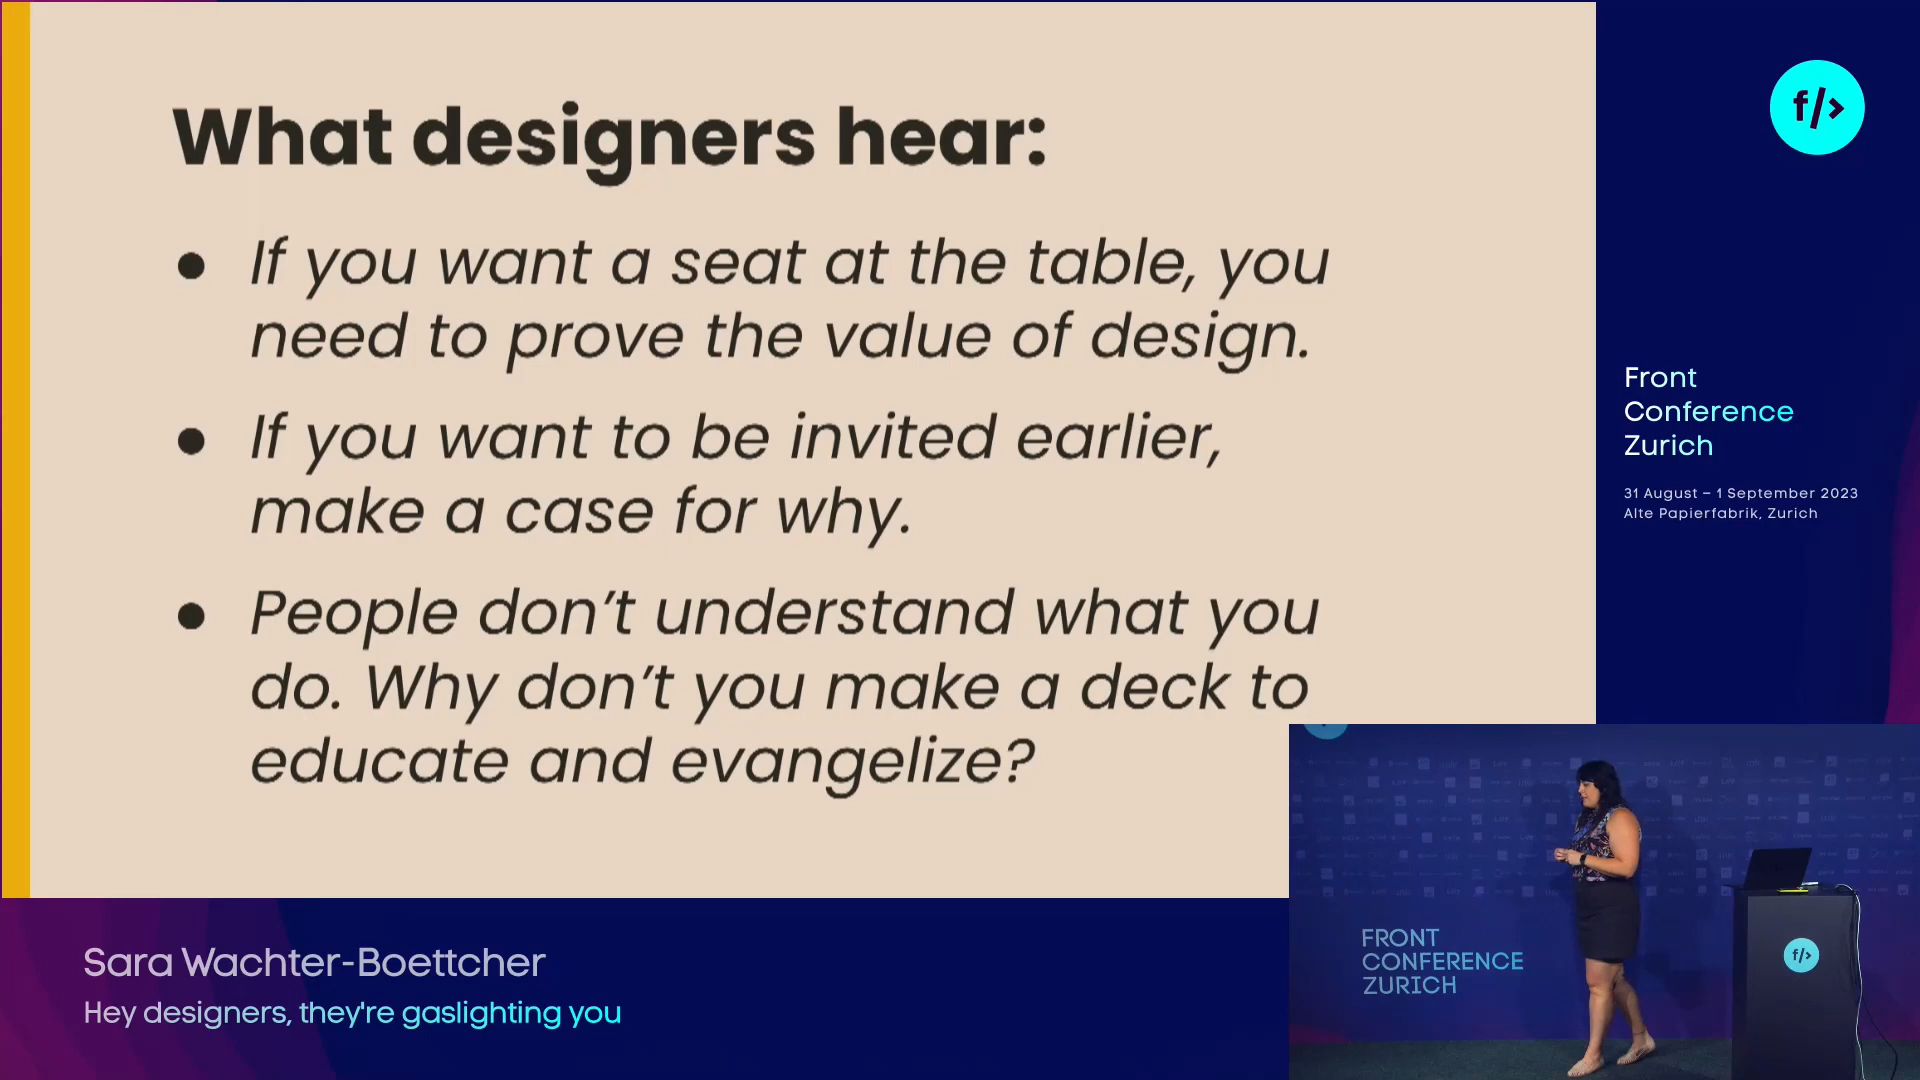 What designers hear:
• If you want a seat at the table, you
need to prove the value of design.
• If you want to be invited earlier,
make a case for why.
• People don’t understand what you
do. Why don’t you make a deck to
educate and evangelize?
f/>
Front
Conference
Zurich
31 August – 1 September 2023
Alte Papierfabrik, Zurich
Sara Wachter-Boettcher
Hey designers, they're gaslighting you
FRONT
CONFERENCE
ZURICH
f/>